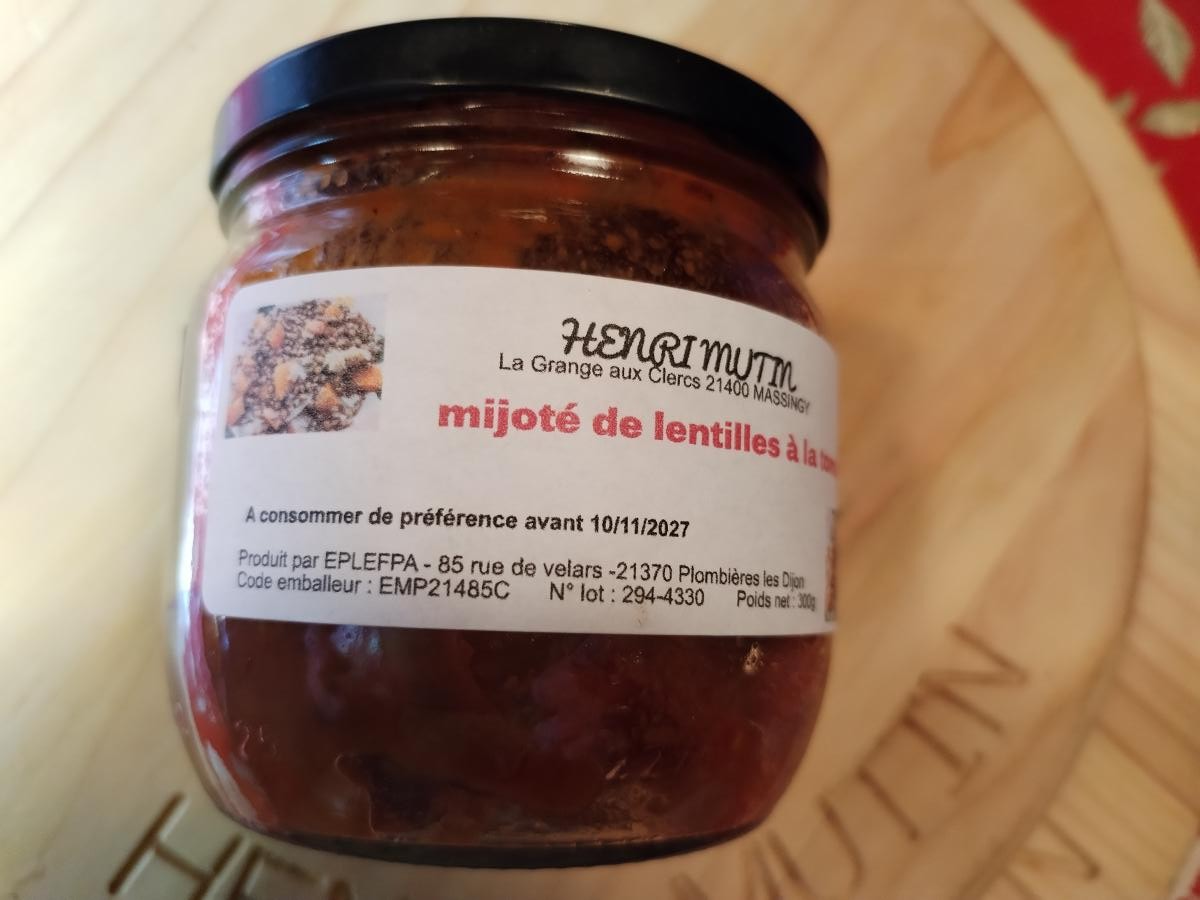 HENRI MUTIN
La Grange aux Clercs 21400 MASSINGY
mijoté de lentilles à la
A consommer de préférence avant 10/11/2027
Produit par EPLEFPA - 85 rue de velars -21370 Plombières les Dijon
Code emballeur : EMP21485C N° lot : 294-4330 Poids net : 300g
MUTIN